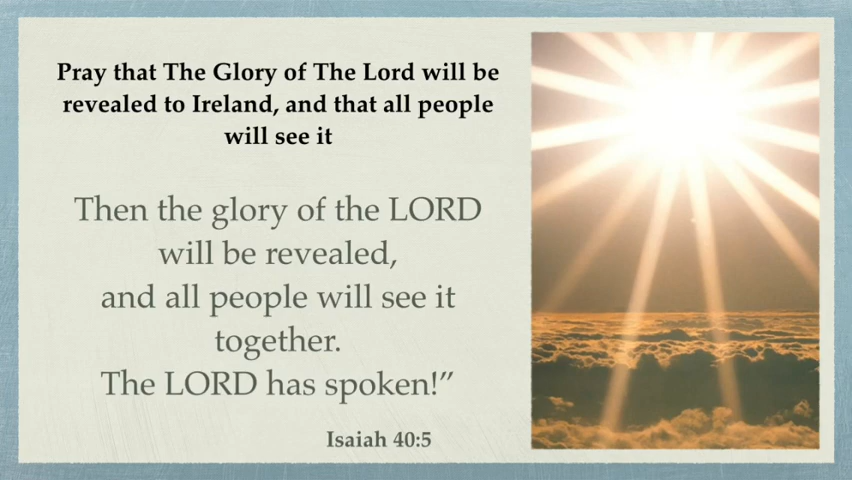 Pray that The Glory of The Lord will be
revealed to Ireland, and that all people
will see it
Then the glory of the LORD
will be revealed,
and all people will see it
together.
The LORD has spoken!”
Isaiah 40:5